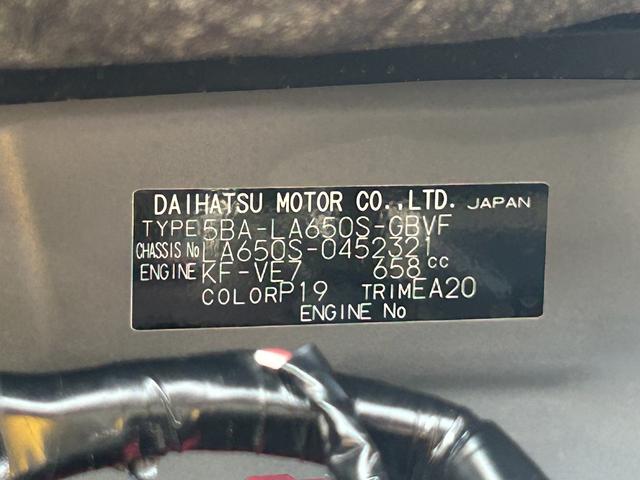 DAIHATSU MOTOR CO.,LTD. JAPAN
TYPE 5BA-LA650S-GBVF
CHASSIS No LA650S-0452321
ENGINE KF-VE7 658 cc
COLOR P19 TRIM EA20
ENGINE No